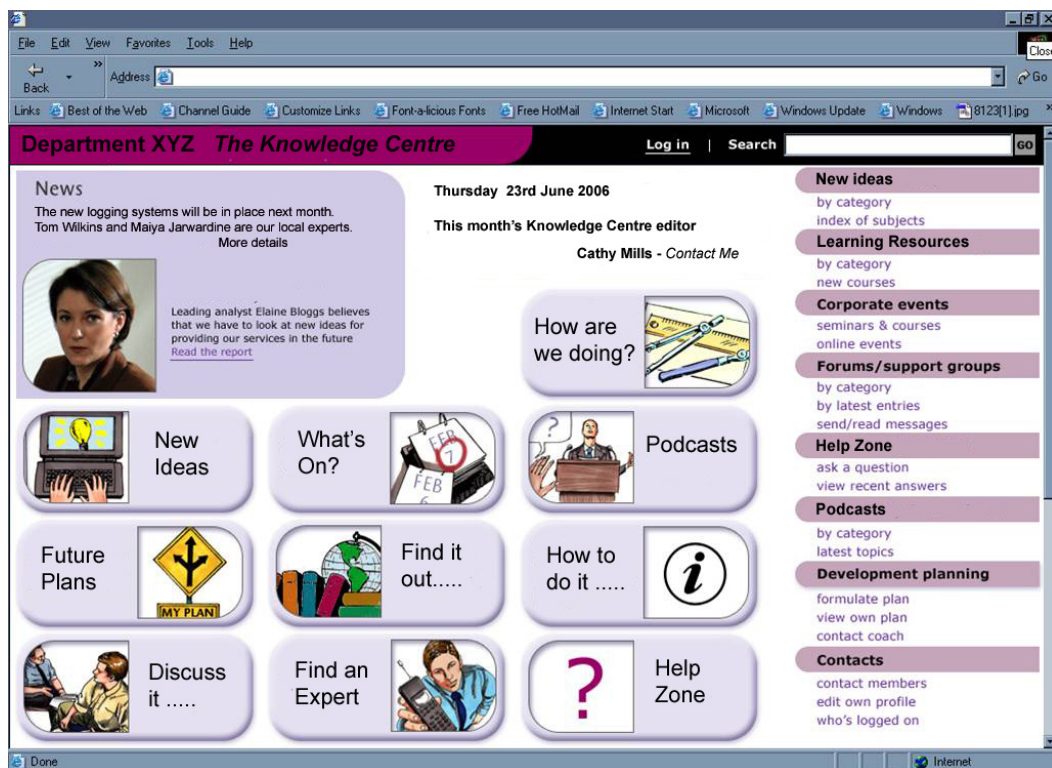 File Edit View Favorites Tools Help
Close
Back » Address Go
Links Best of the Web Channel Guide Customize Links Font-a-licious Fonts Free HotMail Internet Start Microsoft Windows Update Windows 8123[1].jpg »
Department XYZ The Knowledge Centre
Log in | Search GO
News
The new logging systems will be in place next month.
Tom Wilkins and Maiya Jarwardine are our local experts.
More details
Leading analyst Elaine Bloggs believes
that we have to look at new ideas for
providing our services in the future
Read the report
Thursday 23rd June 2006
This month's Knowledge Centre editor
Cathy Mills - Contact Me
How are
we doing?
New
Ideas
What's
On?
FEB
7
FEB
6
Podcasts
?
Future
Plans
MY PLAN
Find it
out.....
How to
do it .....
i
Discuss
it .....
Find an
Expert
?
Help
Zone
New ideas
by category
index of subjects
Learning Resources
by category
new courses
Corporate events
seminars & courses
online events
Forums/support groups
by category
by latest entries
send/read messages
Help Zone
ask a question
view recent answers
Podcasts
by category
latest topics
Development planning
formulate plan
view own plan
contact coach
Contacts
contact members
edit own profile
who's logged on
Done Internet